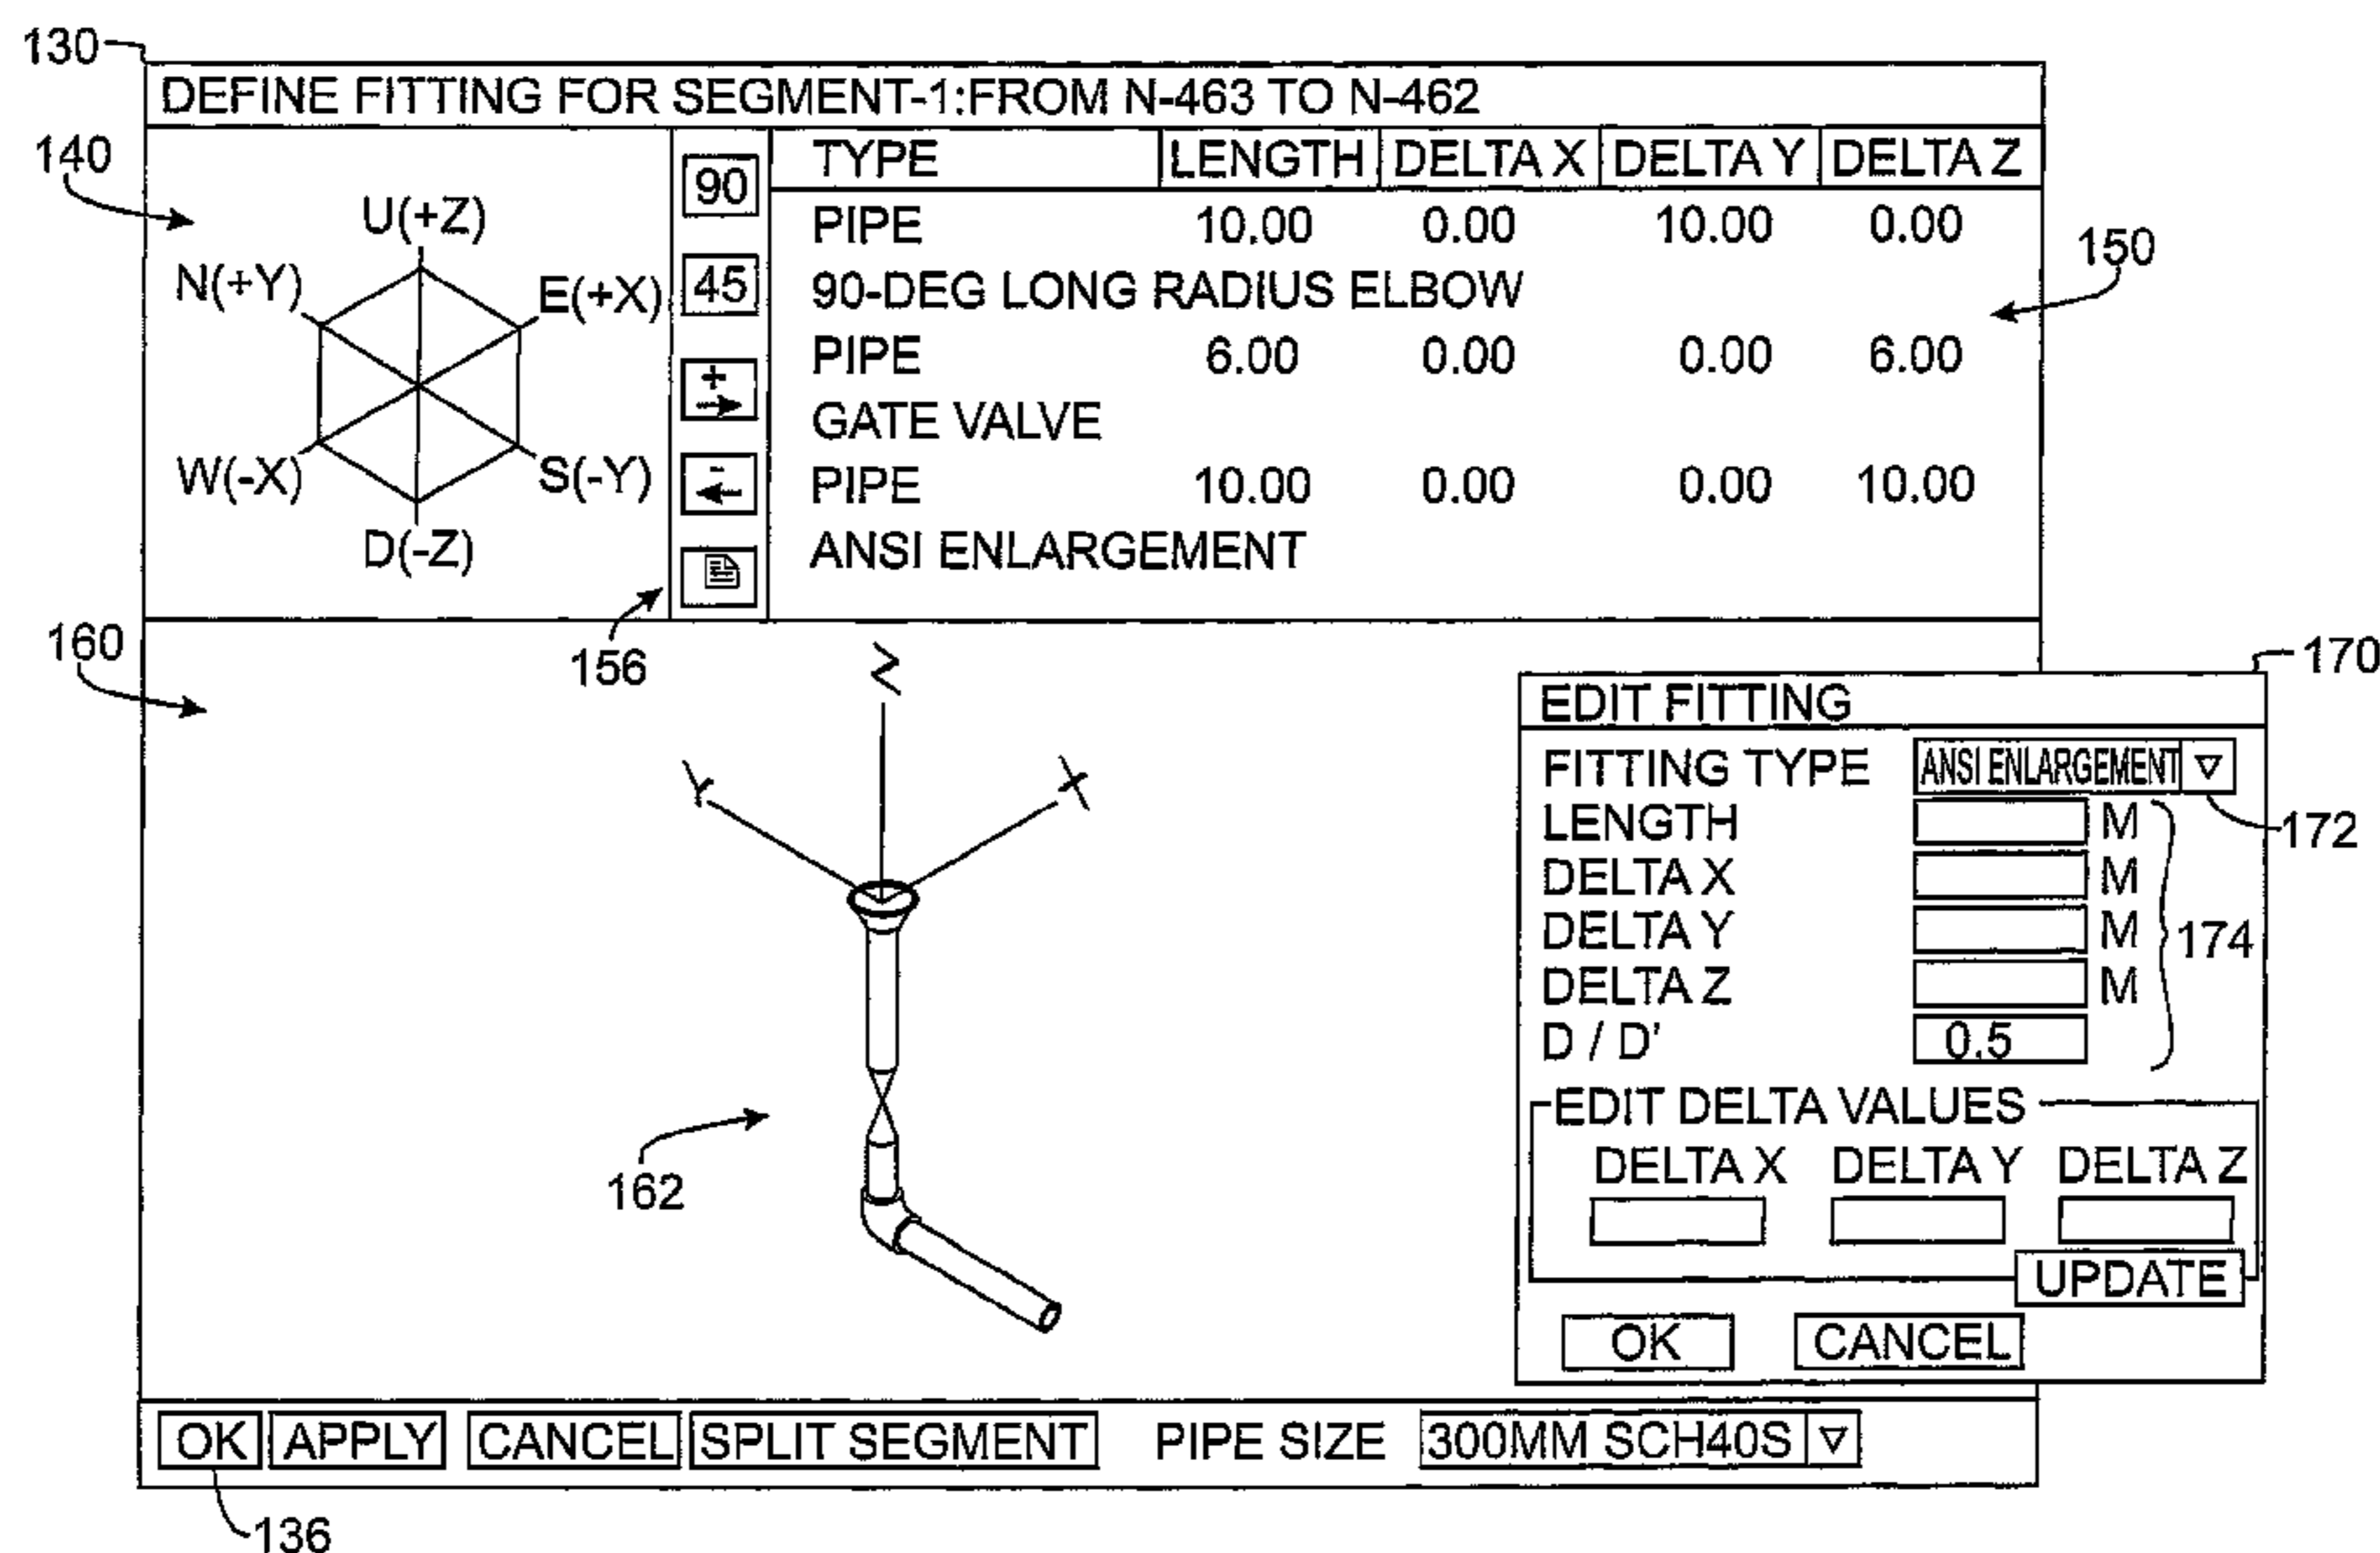 130
DEFINE FITTING FOR SEGMENT-1:FROM N-463 TO N-462
140
U(+Z)
N(+Y)
E(+X)
W(-X)
S(-Y)
D(-Z)
90
45
+
-
156
TYPE LENGTH DELTA X DELTA Y DELTA Z
PIPE 10.00 0.00 10.00 0.00
90-DEG LONG RADIUS ELBOW
PIPE 6.00 0.00 0.00 6.00
GATE VALVE
PIPE 10.00 0.00 0.00 10.00
ANSI ENLARGEMENT
150
160
Z
Y
X
162
170
EDIT FITTING
FITTING TYPE ANSI ENLARGEMENT
172
LENGTH M
DELTA X M
DELTA Y M
DELTA Z M
D / D' 0.5
174
EDIT DELTA VALUES
DELTA X DELTA Y DELTA Z
UPDATE
OK CANCEL
OK APPLY CANCEL SPLIT SEGMENT PIPE SIZE 300MM SCH40S
136